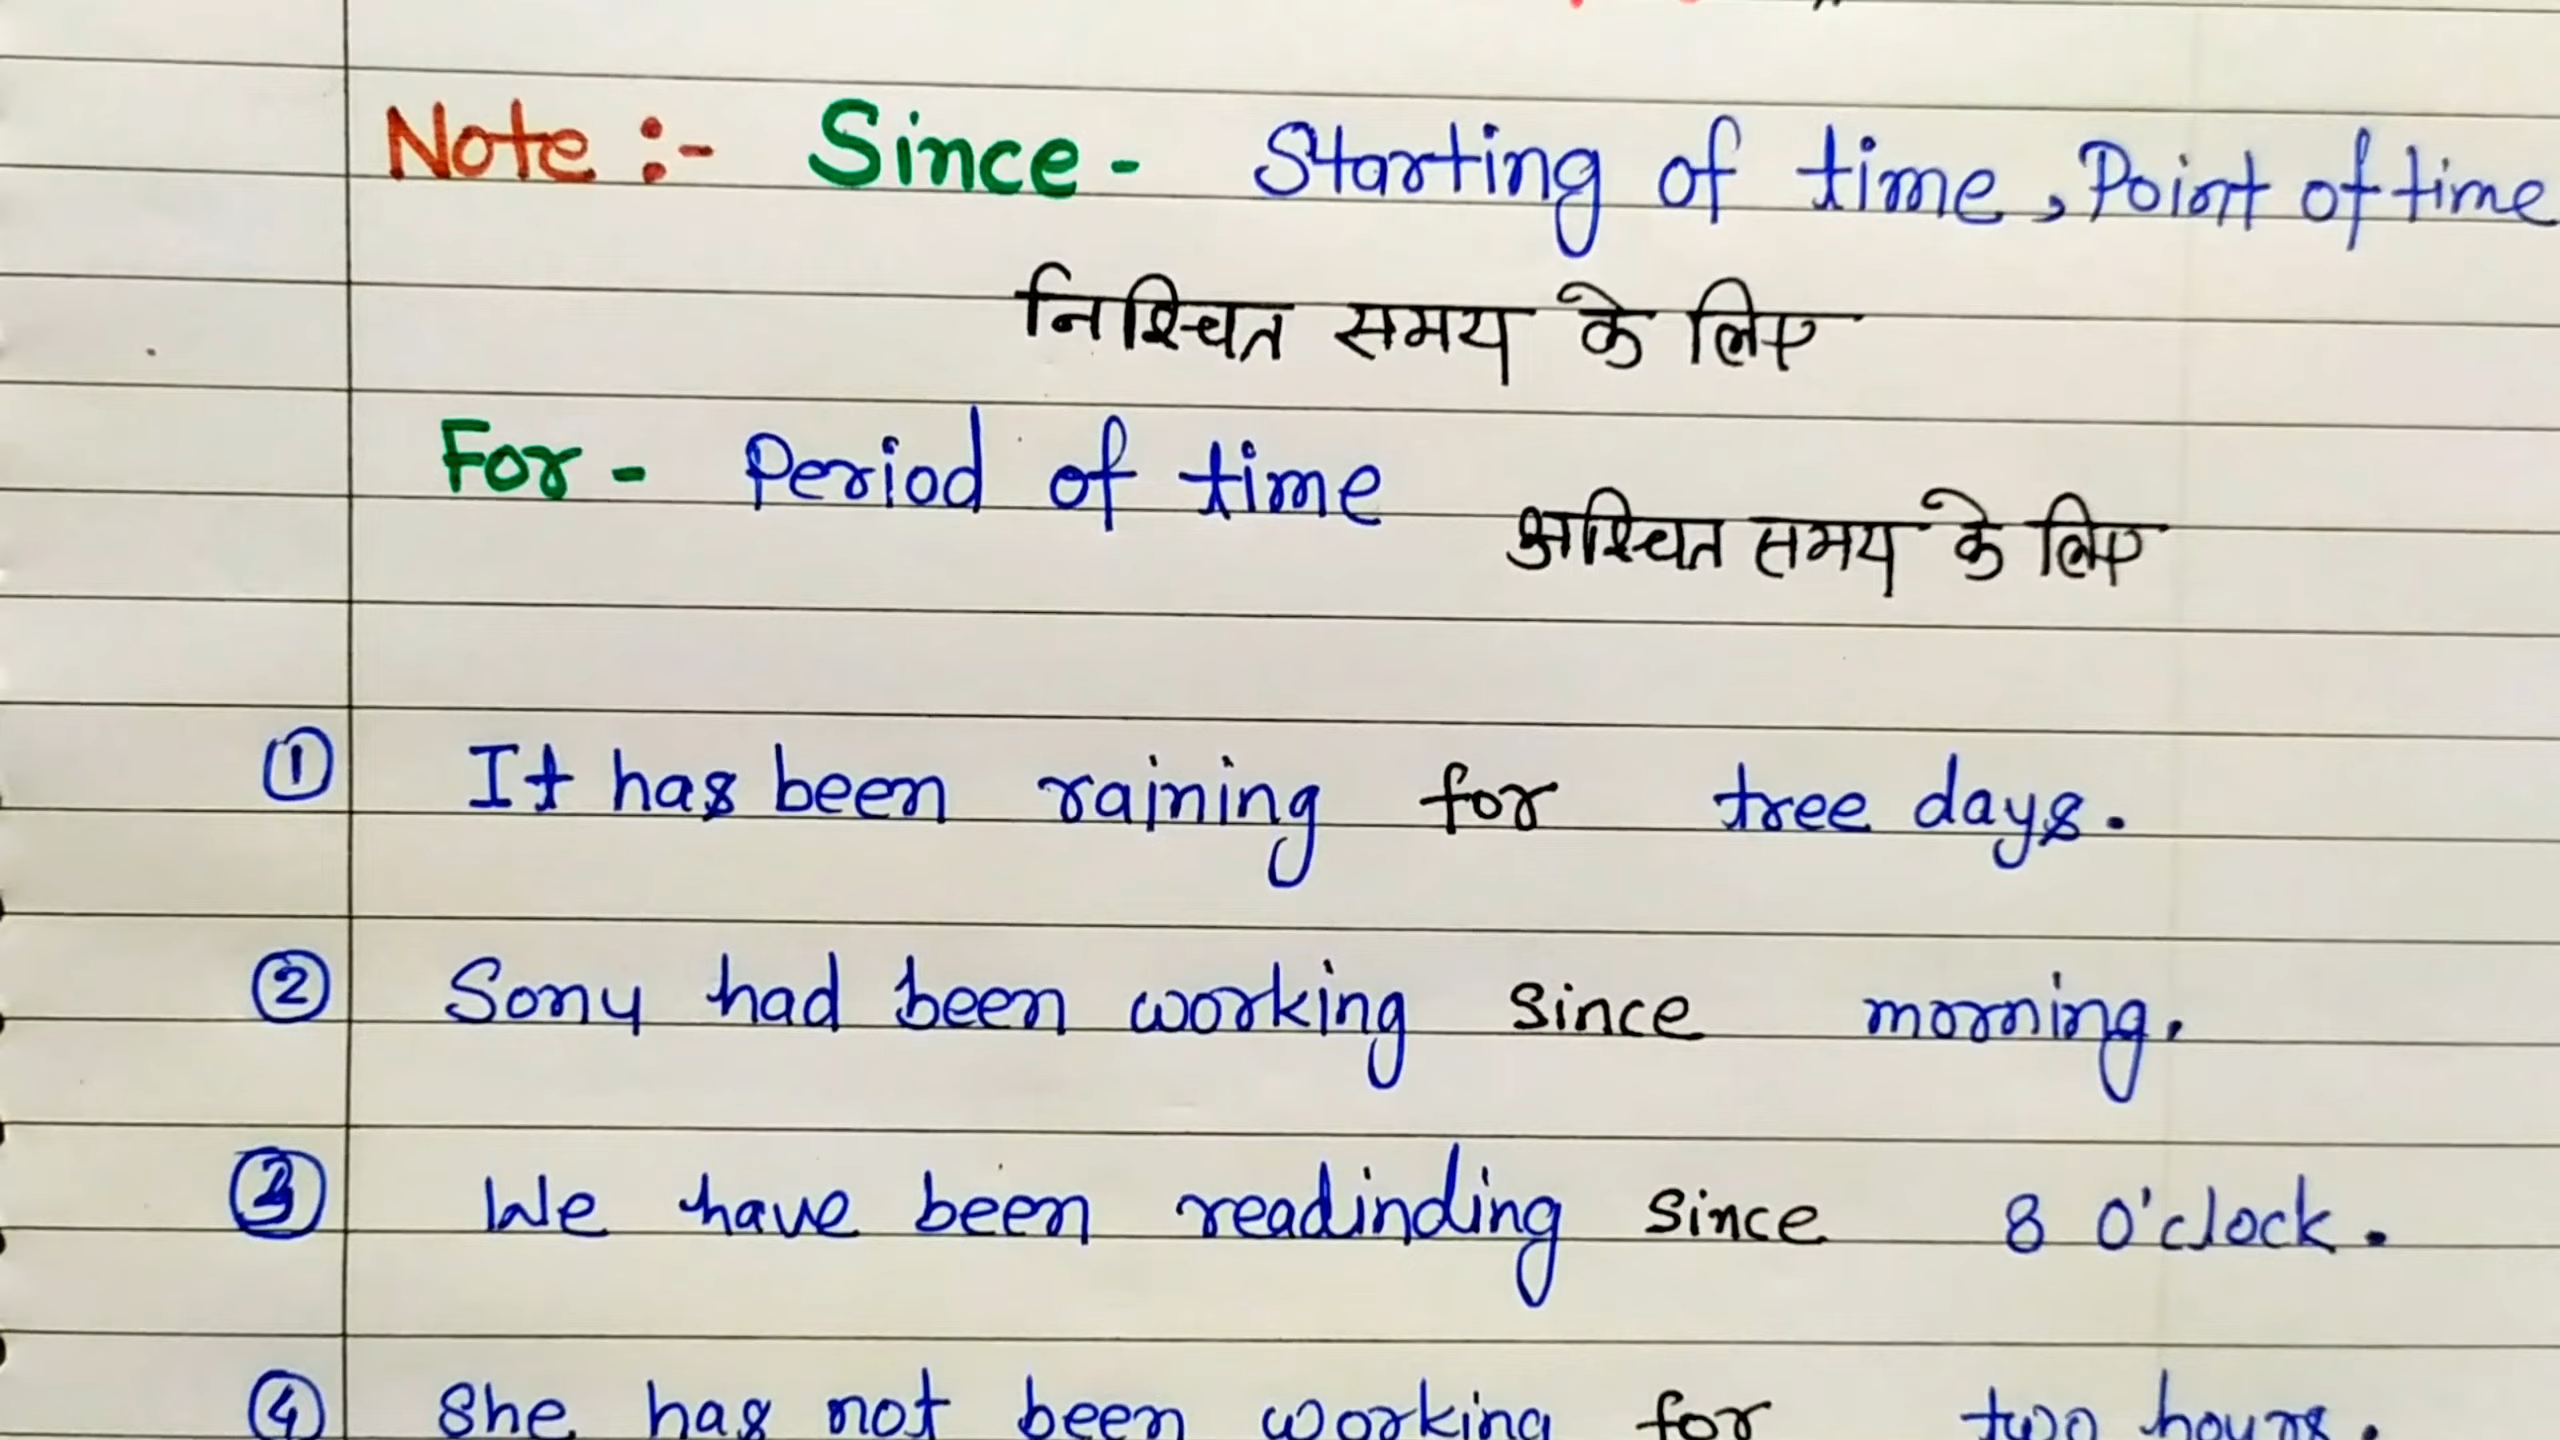 Note :- Since - Starting of time, Point of time
निश्चित समय के लिए
For - Period of time
अश्चित समय के लिए
① It has been raining for tree days.
② Sony had been working since morning.
③ We have been readinding since 8 o'clock.
④ She has not been working for two hours.